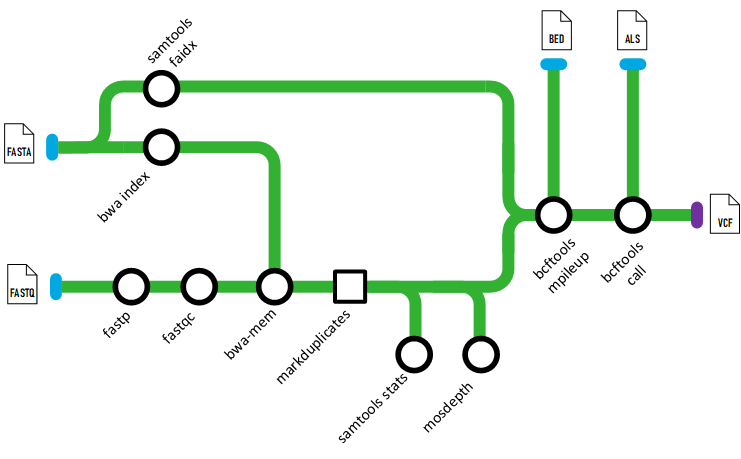 samtools
faidx
BED
ALS
FASTA
bwa index
VCF
bcftools
mpileup
bcftools
call
FASTQ
fastp
fastqc
bwa-mem
markduplicates
samtools stats
mosdepth